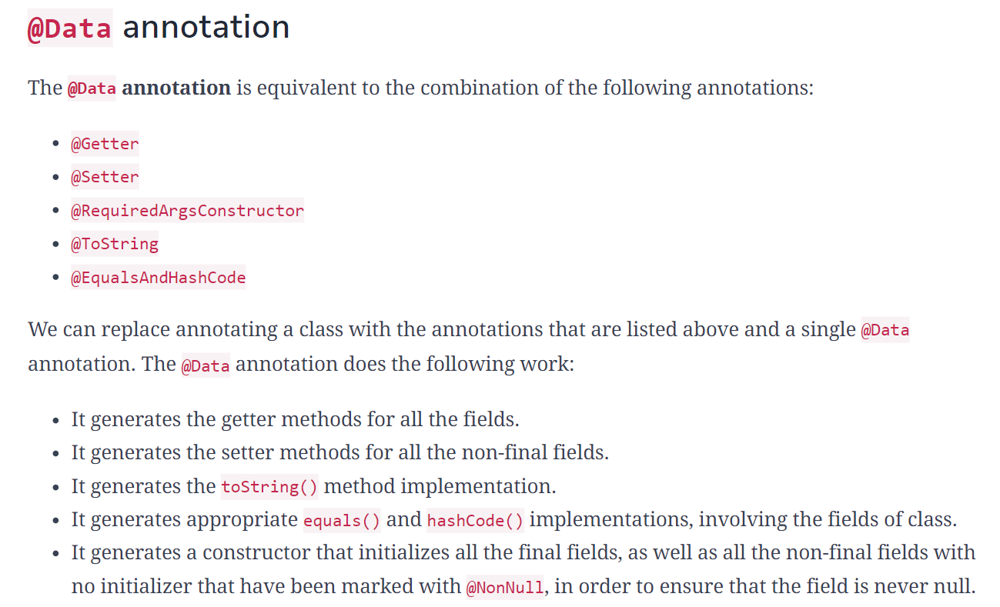 @Data annotation
The @Data annotation is equivalent to the combination of the following annotations:
• @Getter
• @Setter
• @RequiredArgsConstructor
• @ToString
• @EqualsAndHashCode
We can replace annotating a class with the annotations that are listed above and a single @Data
annotation. The @Data annotation does the following work:
• It generates the getter methods for all the fields.
• It generates the setter methods for all the non-final fields.
• It generates the toString() method implementation.
• It generates appropriate equals() and hashCode() implementations, involving the fields of class.
• It generates a constructor that initializes all the final fields, as well as all the non-final fields with
no initializer that have been marked with @NonNull, in order to ensure that the field is never null.